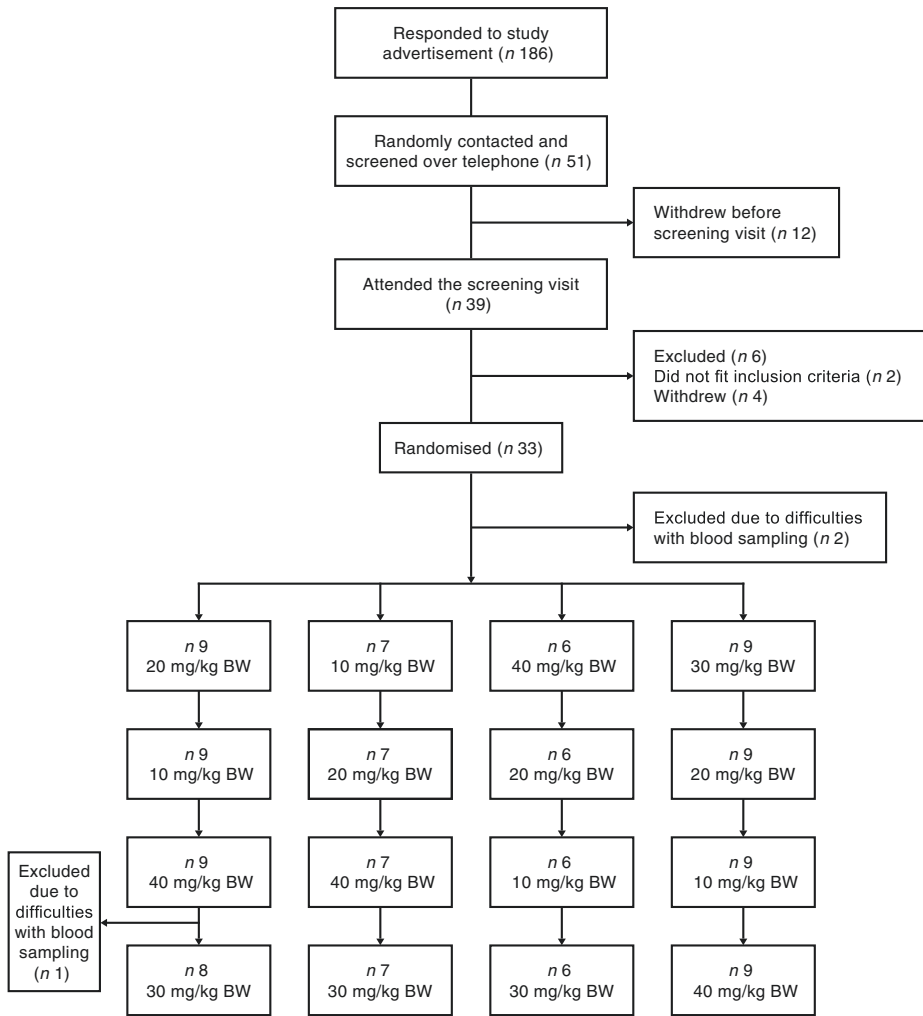 Responded to study
advertisement (n 186)
Randomly contacted and
screened over telephone (n 51)
Withdrew before
screening visit (n 12)
Attended the screening visit
(n 39)
Excluded (n 6)
Did not fit inclusion criteria (n 2)
Withdrew (n 4)
Randomised (n 33)
Excluded due to difficulties
with blood sampling (n 2)
n 9
20 mg/kg BW
n 7
10 mg/kg BW
n 6
40 mg/kg BW
n 9
30 mg/kg BW
n 9
10 mg/kg BW
n 7
20 mg/kg BW
n 6
20 mg/kg BW
n 9
20 mg/kg BW
n 9
40 mg/kg BW
n 7
40 mg/kg BW
n 6
10 mg/kg BW
n 9
10 mg/kg BW
Excluded
due to
difficulties
with blood
sampling
(n 1)
n 8
30 mg/kg BW
n 7
30 mg/kg BW
n 6
30 mg/kg BW
n 9
40 mg/kg BW